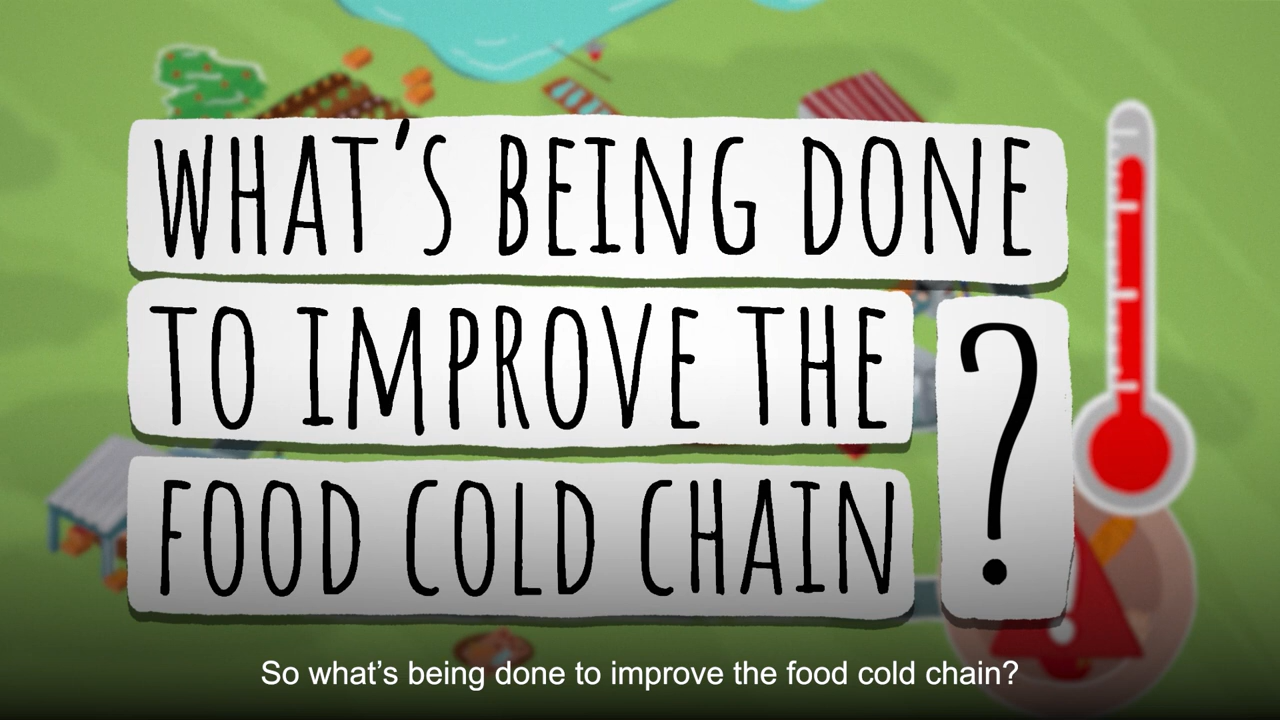 WHAT'S BEING DONE
TO IMPROVE THE
FOOD COLD CHAIN
?
So what's being done to improve the food cold chain?